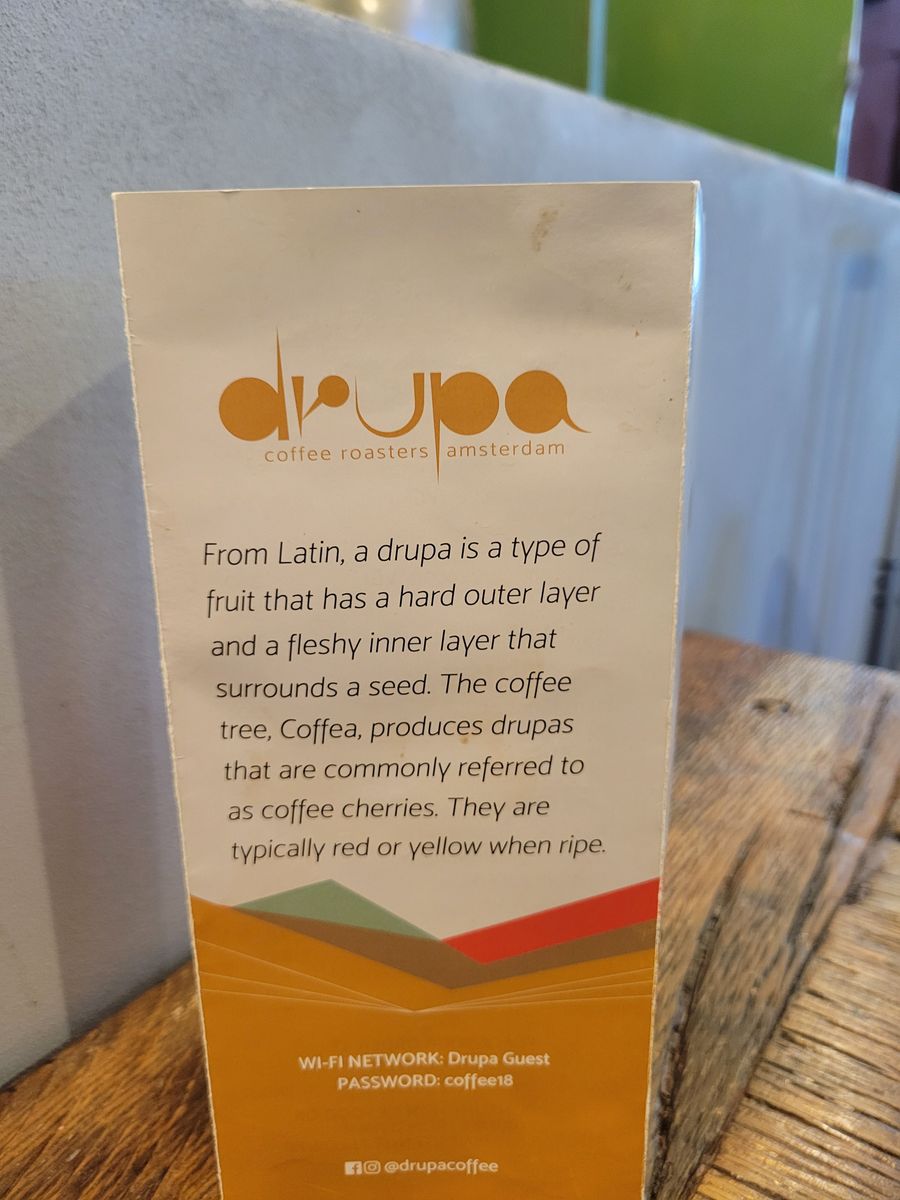 drupa
coffee roasters amsterdam
From Latin, a drupa is a type of
fruit that has a hard outer layer
and a fleshy inner layer that
surrounds a seed. The coffee
tree, Coffea, produces drupas
that are commonly referred to
as coffee cherries. They are
typically red or yellow when ripe.
WI-FI NETWORK: Drupa Guest
PASSWORD: coffee18
@drupacoffee